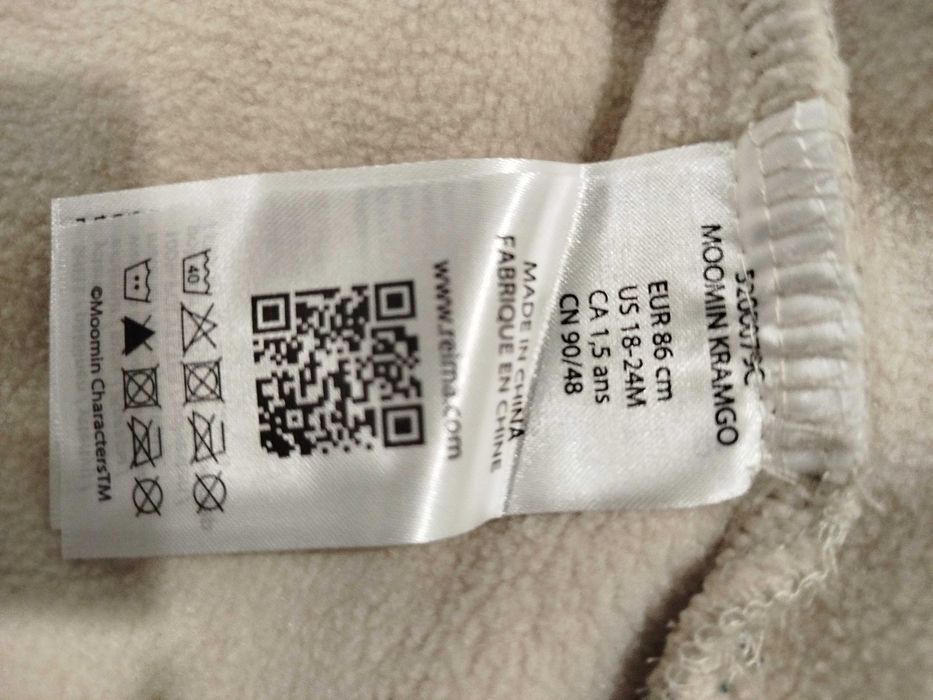 MOOMIN KRAMGO
EUR 86 cm
US 18-24M
CA 1,5 ans
CN 90/48
MADE IN CHINA
FABRIQUE EN CHINE
www.reima.com
40
©Moomin CharactersTM